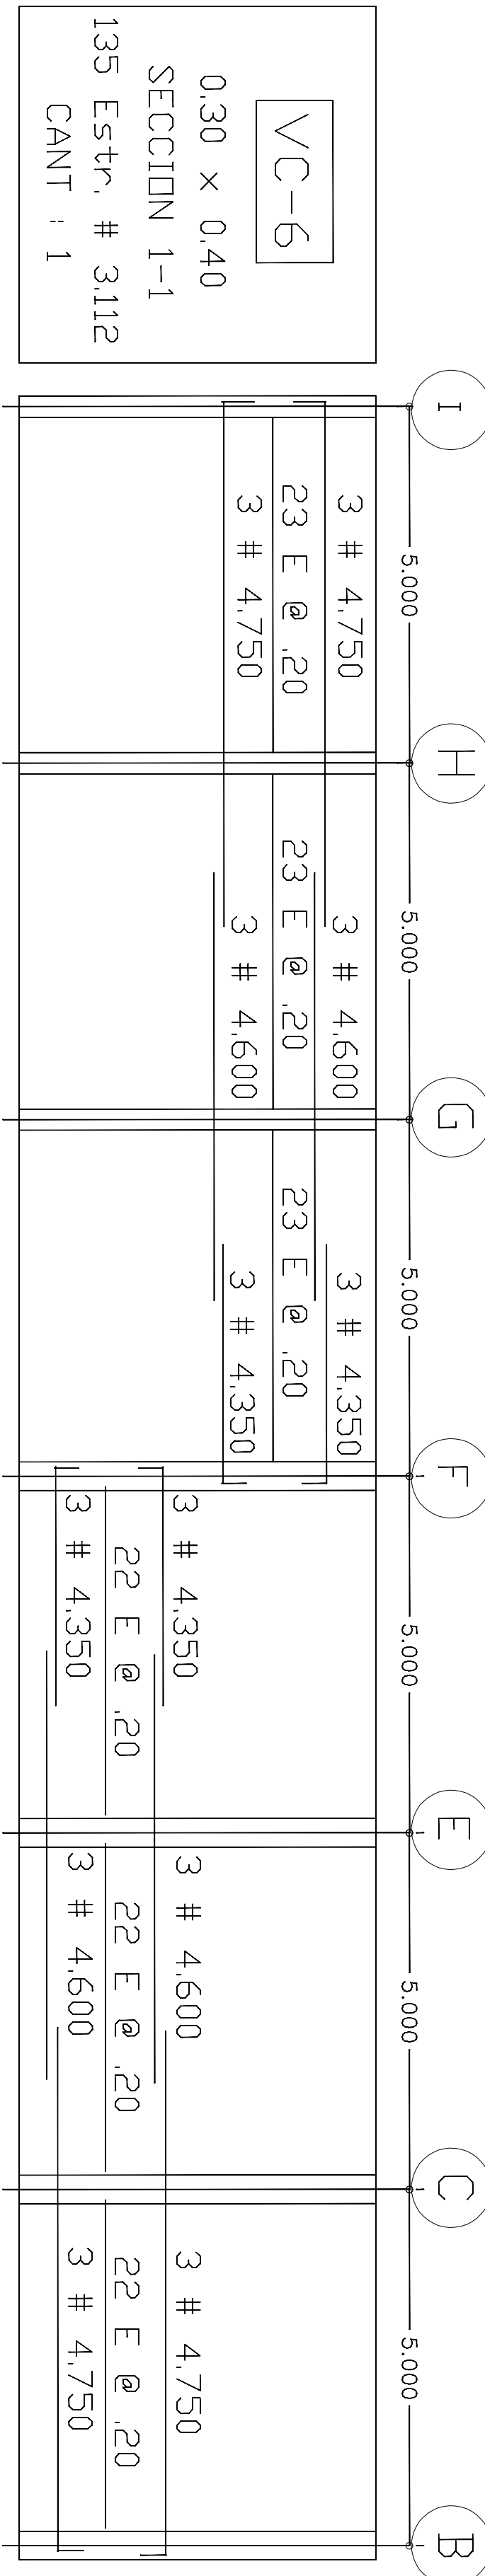 VC-6
0.30 x 0.40
SECCION 1-1
135 Estr. # 3.112
CANT : 1
I
H
G
F
E
C
B
5.000
5.000
5.000
5.000
5.000
5.000
3 # 4.750
23 E @ .20
3 # 4.750
3 # 4.600
23 E @ .20
3 # 4.600
3 # 4.350
23 E @ .20
3 # 4.350
3 # 4.350
22 E @ .20
3 # 4.350
3 # 4.600
22 E @ .20
3 # 4.600
3 # 4.750
22 E @ .20
3 # 4.750